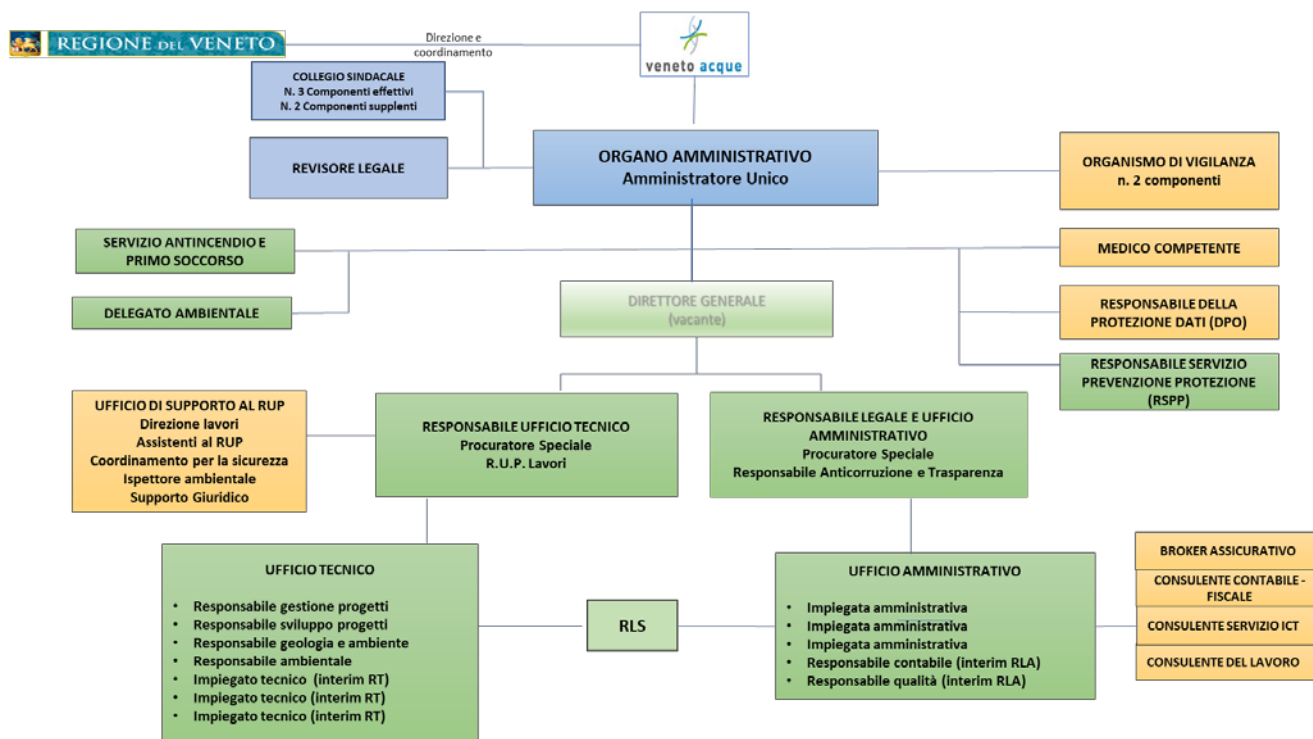 REGIONE DEL VENETO
Direzione e
coordinamento
veneto acque
COLLEGIO SINDACALE
N. 3 Componenti effettivi
N. 2 Componenti supplenti
REVISORE LEGALE
ORGANO AMMINISTRATIVO
Amministratore Unico
ORGANISMO DI VIGILANZA
n. 2 componenti
SERVIZIO ANTINCENDIO E
PRIMO SOCCORSO
MEDICO COMPETENTE
DELEGATO AMBIENTALE
DIRETTORE GENERALE
(vacante)
RESPONSABILE DELLA
PROTEZIONE DATI (DPO)
RESPONSABILE SERVIZIO
PREVENZIONE PROTEZIONE
(RSPP)
UFFICIO DI SUPPORTO AL RUP
Direzione lavori
Assistenti al RUP
Coordinamento per la sicurezza
Ispettore ambientale
Supporto Giuridico
RESPONSABILE UFFICIO TECNICO
Procuratore Speciale
R.U.P. Lavori
RESPONSABILE LEGALE E UFFICIO
AMMINISTRATIVO
Procuratore Speciale
Responsabile Anticorruzione e Trasparenza
UFFICIO TECNICO
• Responsabile gestione progetti
• Responsabile sviluppo progetti
• Responsabile geologia e ambiente
• Responsabile ambientale
• Impiegato tecnico (interim RT)
• Impiegato tecnico (interim RT)
• Impiegato tecnico (interim RT)
RLS
UFFICIO AMMINISTRATIVO
• Impiegata amministrativa
• Impiegata amministrativa
• Impiegata amministrativa
• Responsabile contabile (interim RLA)
• Responsabile qualità (interim RLA)
BROKER ASSICURATIVO
CONSULENTE CONTABILE -
FISCALE
CONSULENTE SERVIZIO ICT
CONSULENTE DEL LAVORO